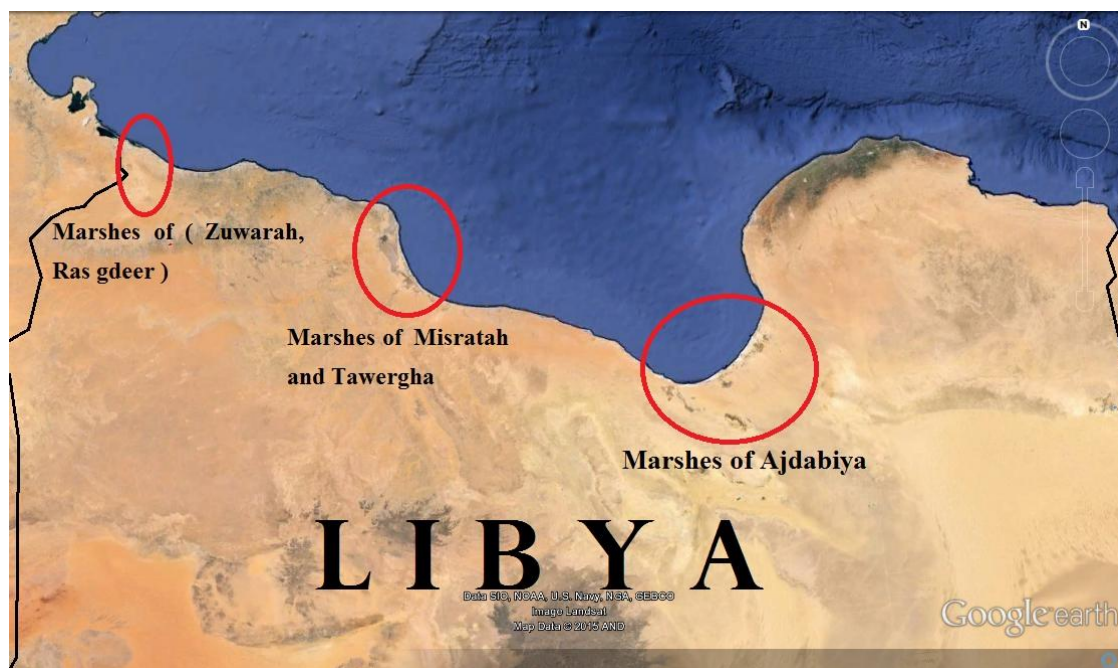 N
Marshes of ( Zuwarah,
Ras gdeer )
Marshes of Misratah
and Tawergha
Marshes of Ajdabiya
LIBYA
Data SIO, NOAA, U.S. Navy, NGA, GEBCO
Image Landsat
Map Data © 2015 AND
Google earth